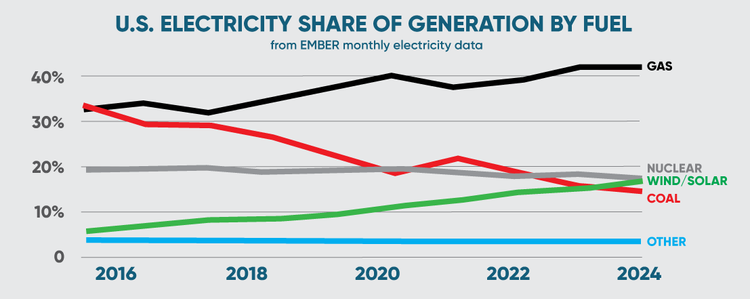 U.S. ELECTRICITY SHARE OF GENERATION BY FUEL
from EMBER monthly electricity data
40%
30%
20%
10%
0
GAS
NUCLEAR
WIND/SOLAR
COAL
OTHER
2016 2018 2020 2022 2024